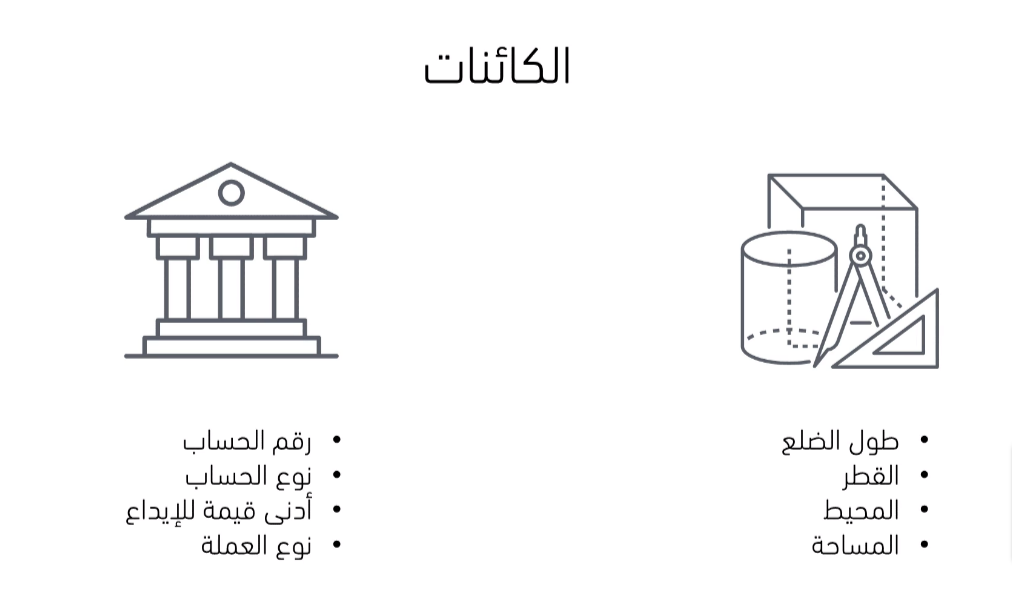 الكائنات
• طول الضلع
• القطر
• المحيط
• المساحة
• رقم الحساب
• نوع الحساب
• أدنى قيمة للإيداع
• نوع العملة